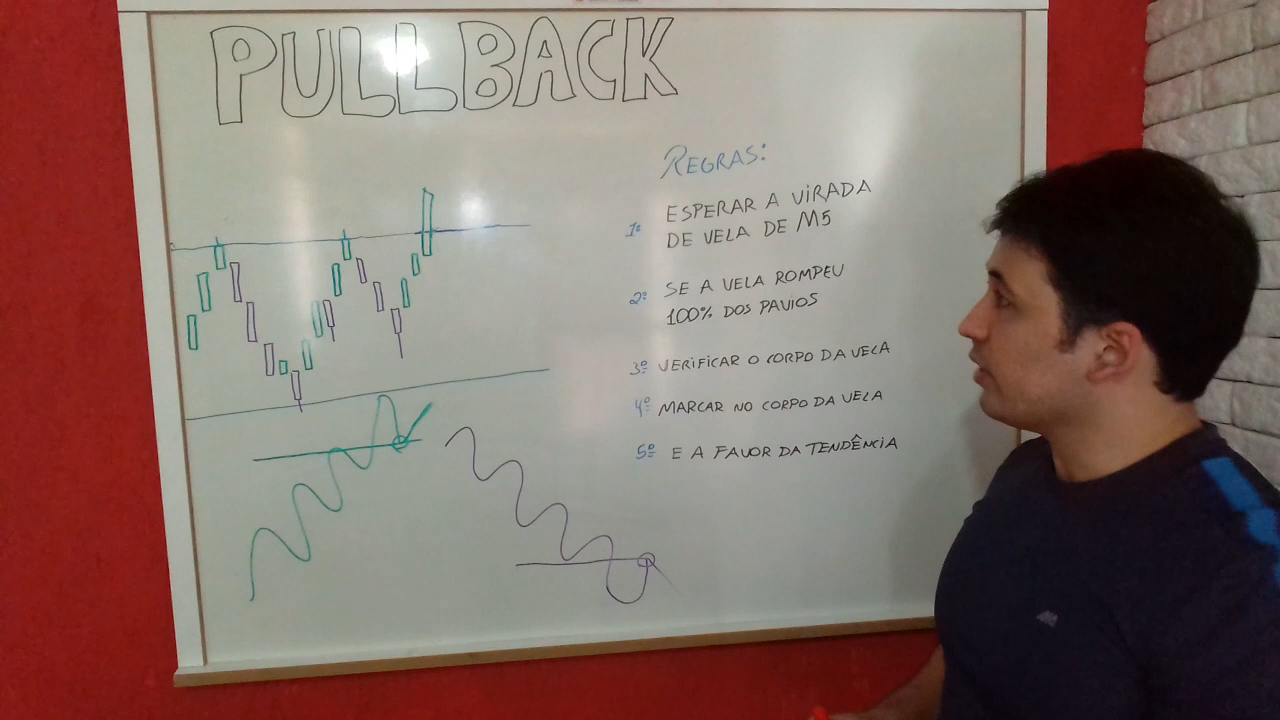 PULLBACK
REGRAS:
1º ESPERAR A VIRADA
DE VELA DE M5
2º SE A VELA ROMPEU
100% DOS PAVIOS
3º VERIFICAR O CORPO DA VELA
4º MARCAR NO CORPO DA VELA
5º E A FAVOR DA TENDÊNCIA